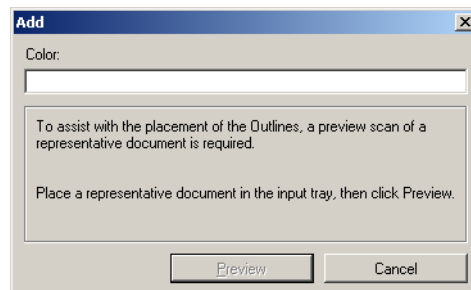 Add
Color:
To assist with the placement of the Outlines, a preview scan of a
representative document is required.
Place a representative document in the input tray, then click Preview.
Preview
Cancel